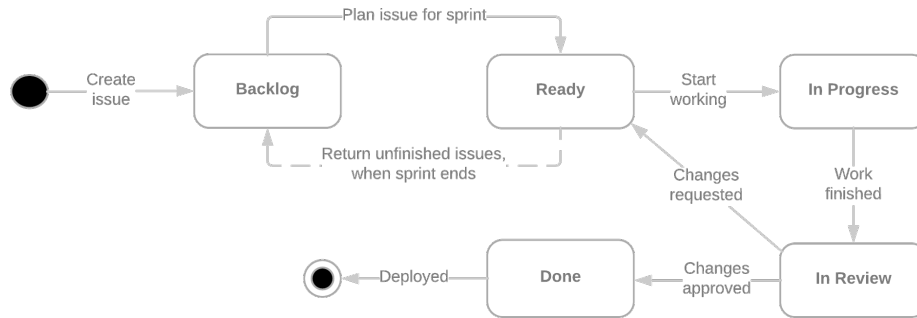 Plan issue for sprint
Create
issue
Backlog
Ready
Start
working
In Progress
Return unfinished issues,
when sprint ends
Changes
requested
Work
finished
Deployed
Done
Changes
approved
In Review